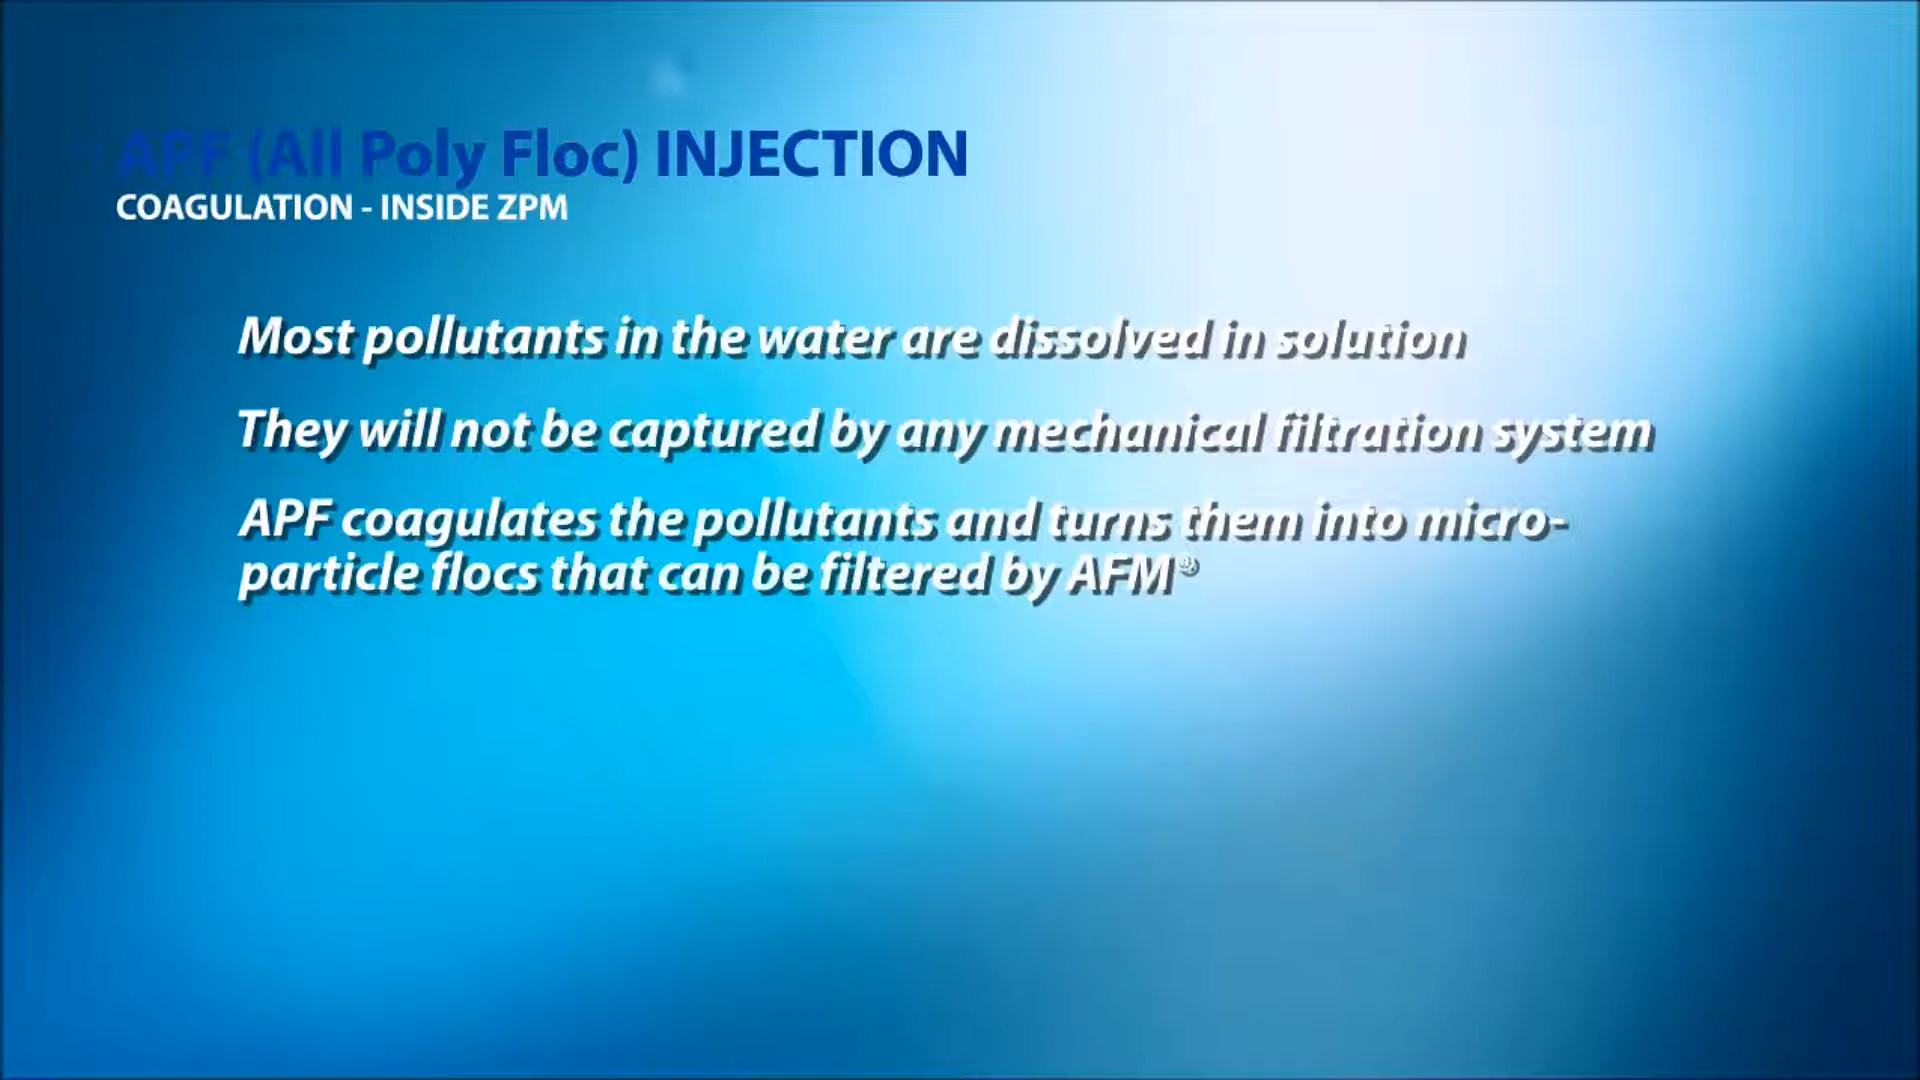 APF (All Poly Floc) INJECTION
COAGULATION - INSIDE ZPM
Most pollutants in the water are dissolved in solution
They will not be captured by any mechanical filtration system
APF coagulates the pollutants and turns them into micro-
particle flocs that can be filtered by AFM®